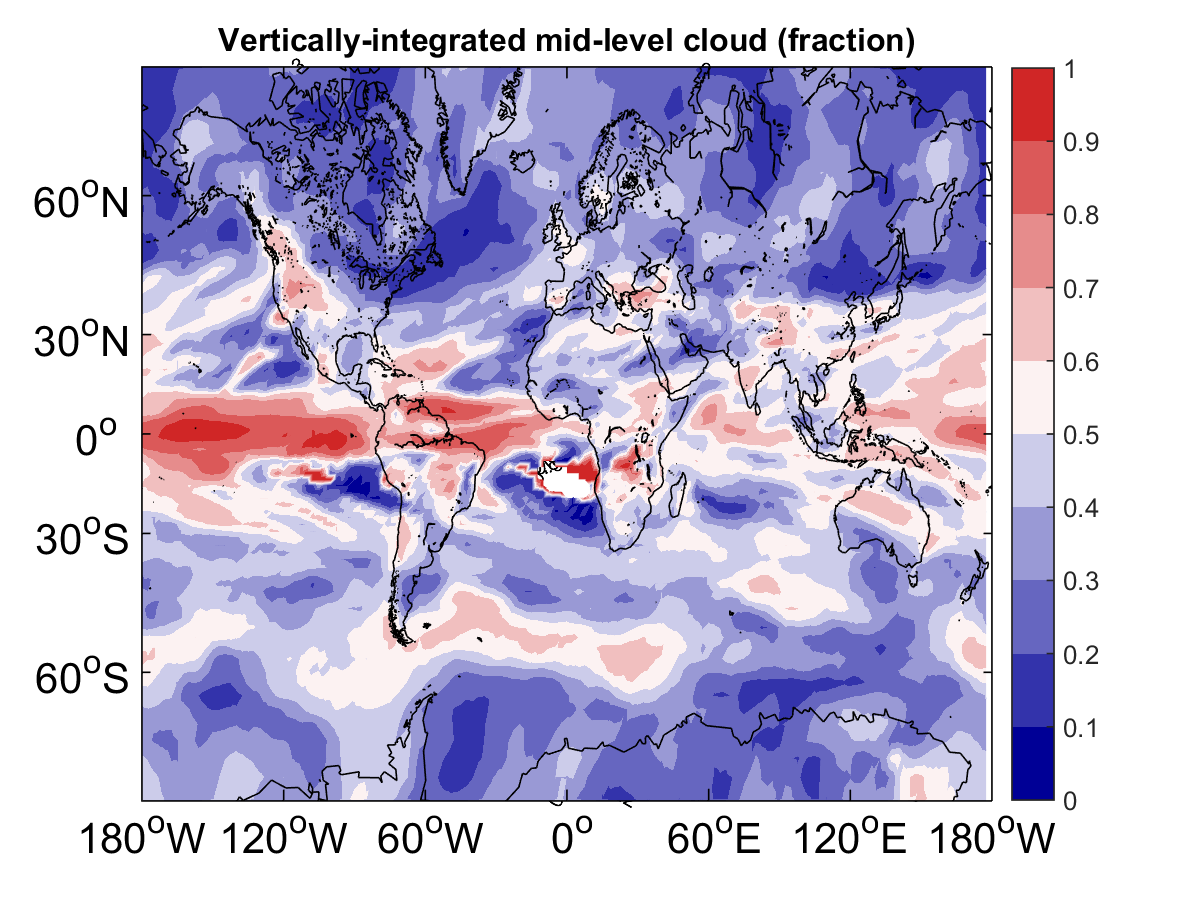 Vertically-integrated mid-level cloud (fraction)
60°N
30°N
0°
30°S
60°S
180°W 120°W 60°W 0° 60°E 120°E 180°W
1
0.9
0.8
0.7
0.6
0.5
0.4
0.3
0.2
0.1
0